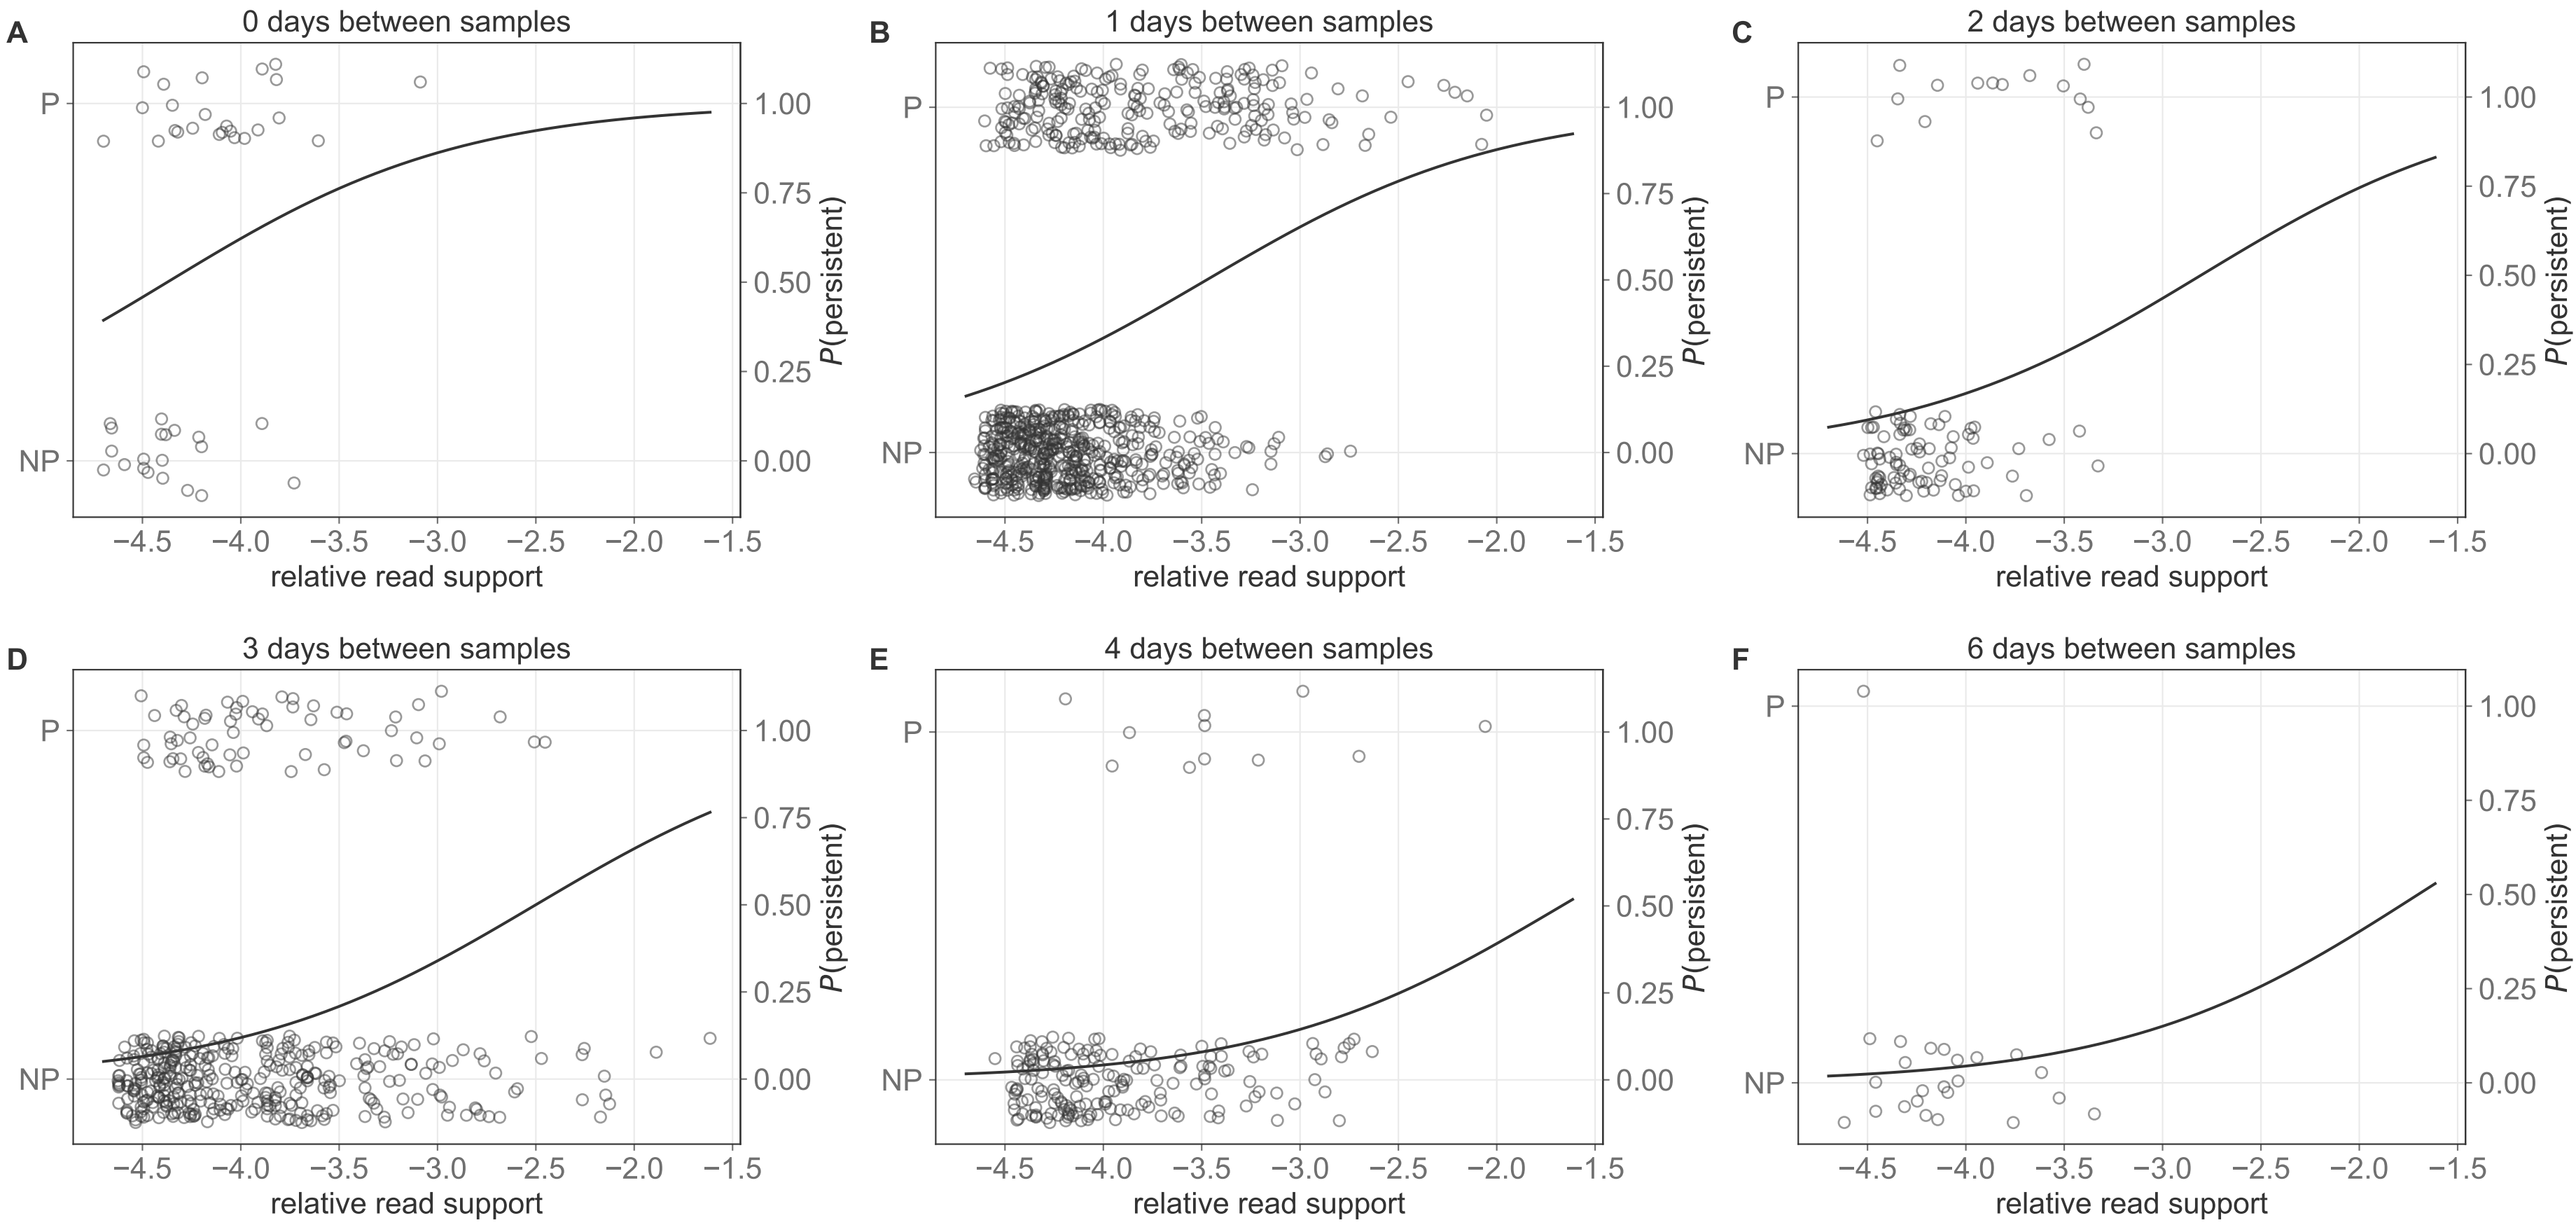 A
0 days between samples
P
NP
1.00
0.75
0.50
0.25
0.00
P(persistent)
−4.5 −4.0 −3.5 −3.0 −2.5 −2.0 −1.5
relative read support
B
1 days between samples
P
NP
1.00
0.75
0.50
0.25
0.00
P(persistent)
−4.5 −4.0 −3.5 −3.0 −2.5 −2.0 −1.5
relative read support
C
2 days between samples
P
NP
1.00
0.75
0.50
0.25
0.00
P(persistent)
−4.5 −4.0 −3.5 −3.0 −2.5 −2.0 −1.5
relative read support
D
3 days between samples
P
NP
1.00
0.75
0.50
0.25
0.00
P(persistent)
−4.5 −4.0 −3.5 −3.0 −2.5 −2.0 −1.5
relative read support
E
4 days between samples
P
NP
1.00
0.75
0.50
0.25
0.00
P(persistent)
−4.5 −4.0 −3.5 −3.0 −2.5 −2.0 −1.5
relative read support
F
6 days between samples
P
NP
1.00
0.75
0.50
0.25
0.00
P(persistent)
−4.5 −4.0 −3.5 −3.0 −2.5 −2.0 −1.5
relative read support